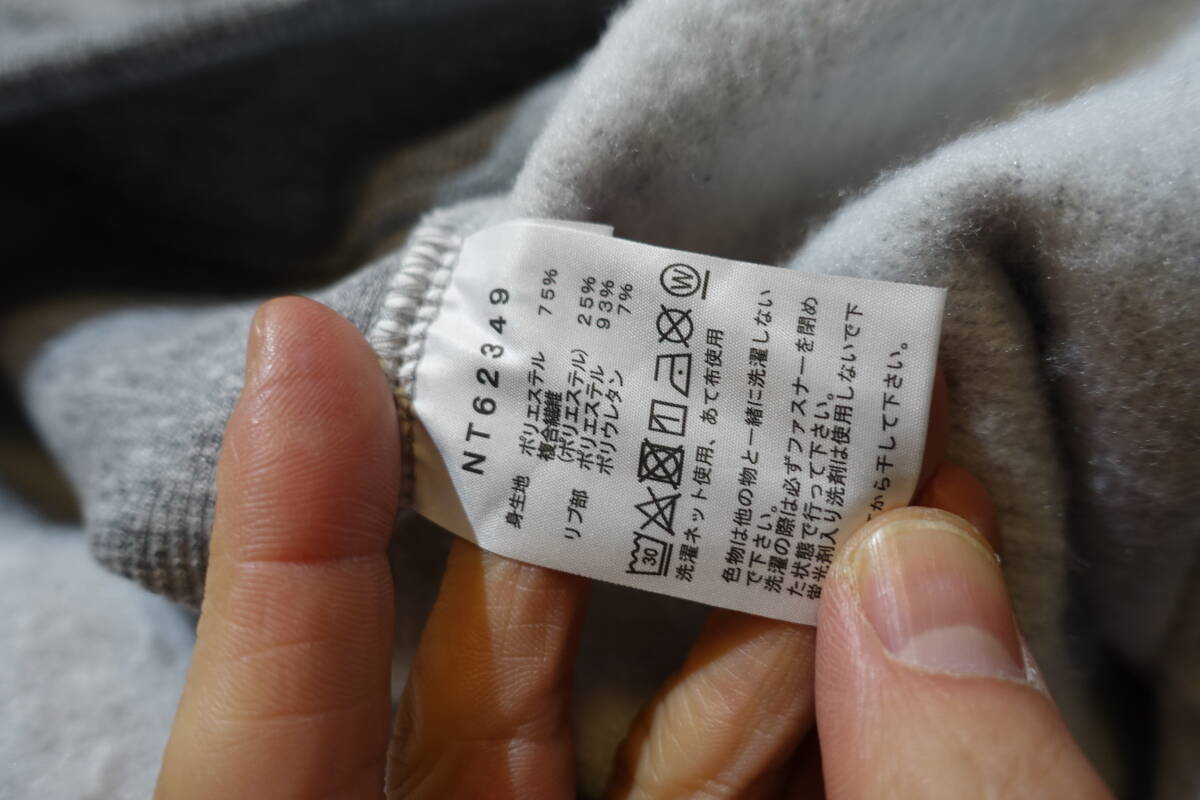 NT62349
身生地 ポリエステル 75%
複合繊維
(ポリエステル) 25%
リブ部 ポリエステル 93%
ポリウレタン 7%
30 W
洗濯ネット使用、あて布使用
色物は他の物と一緒に洗濯しない
で下さい。
洗濯の際は必ずファスナーを閉め
た状態で行って下さい。
蛍光剤入り洗剤は使用しないで下
から干して下さい。